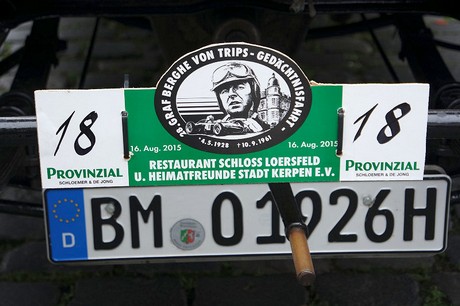 28. GRAF BERGHE VON TRIPS - GEDÄCHTNISFAHRT -
* 4.5.1928 † 10.9.1961
18
16. Aug. 2015
16. Aug. 2015
18
PROVINZIAL
SCHLOEMER & DE JONG
RESTAURANT SCHLOSS LOERSFELD
U. HEIMATFREUNDE STADT KERPEN E.V.
PROVINZIAL
SCHLOEMER & DE JONG
D
BM 01926H